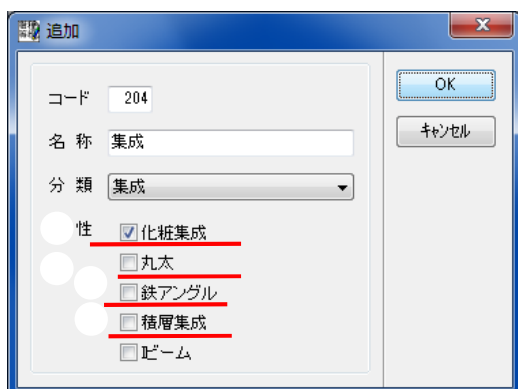 追加
コード 204
名 称 集成
分 類 集成
性 化粧集成
丸太
鉄アングル
積層集成
Iビーム
OK
キャンセル